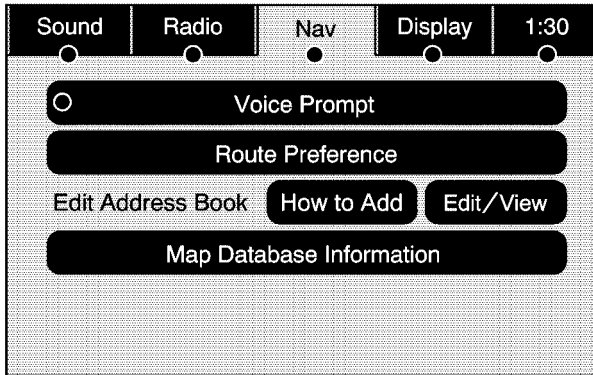 Sound Radio Nav Display 1:30
Voice Prompt
Route Preference
Edit Address Book How to Add Edit/View
Map Database Information